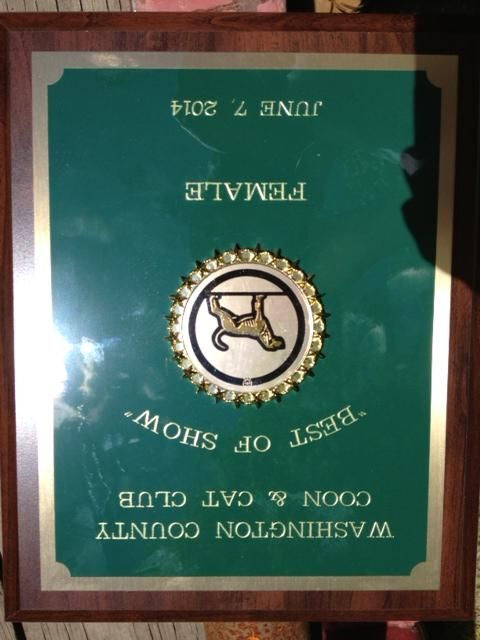 WASHINGTON COUNTY
COON & CAT CLUB
"BEST OF SHOW"
FEMALE
JUNE 7, 2014